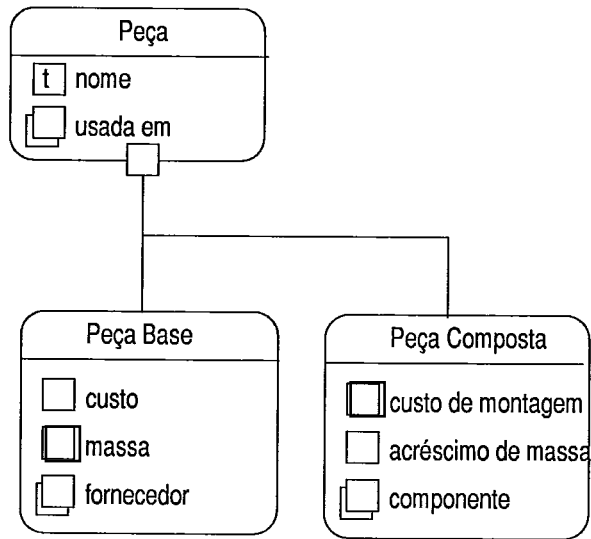 Peça
t nome
usada em
Peça Base
custo
massa
fornecedor
Peça Composta
custo de montagem
acréscimo de massa
componente